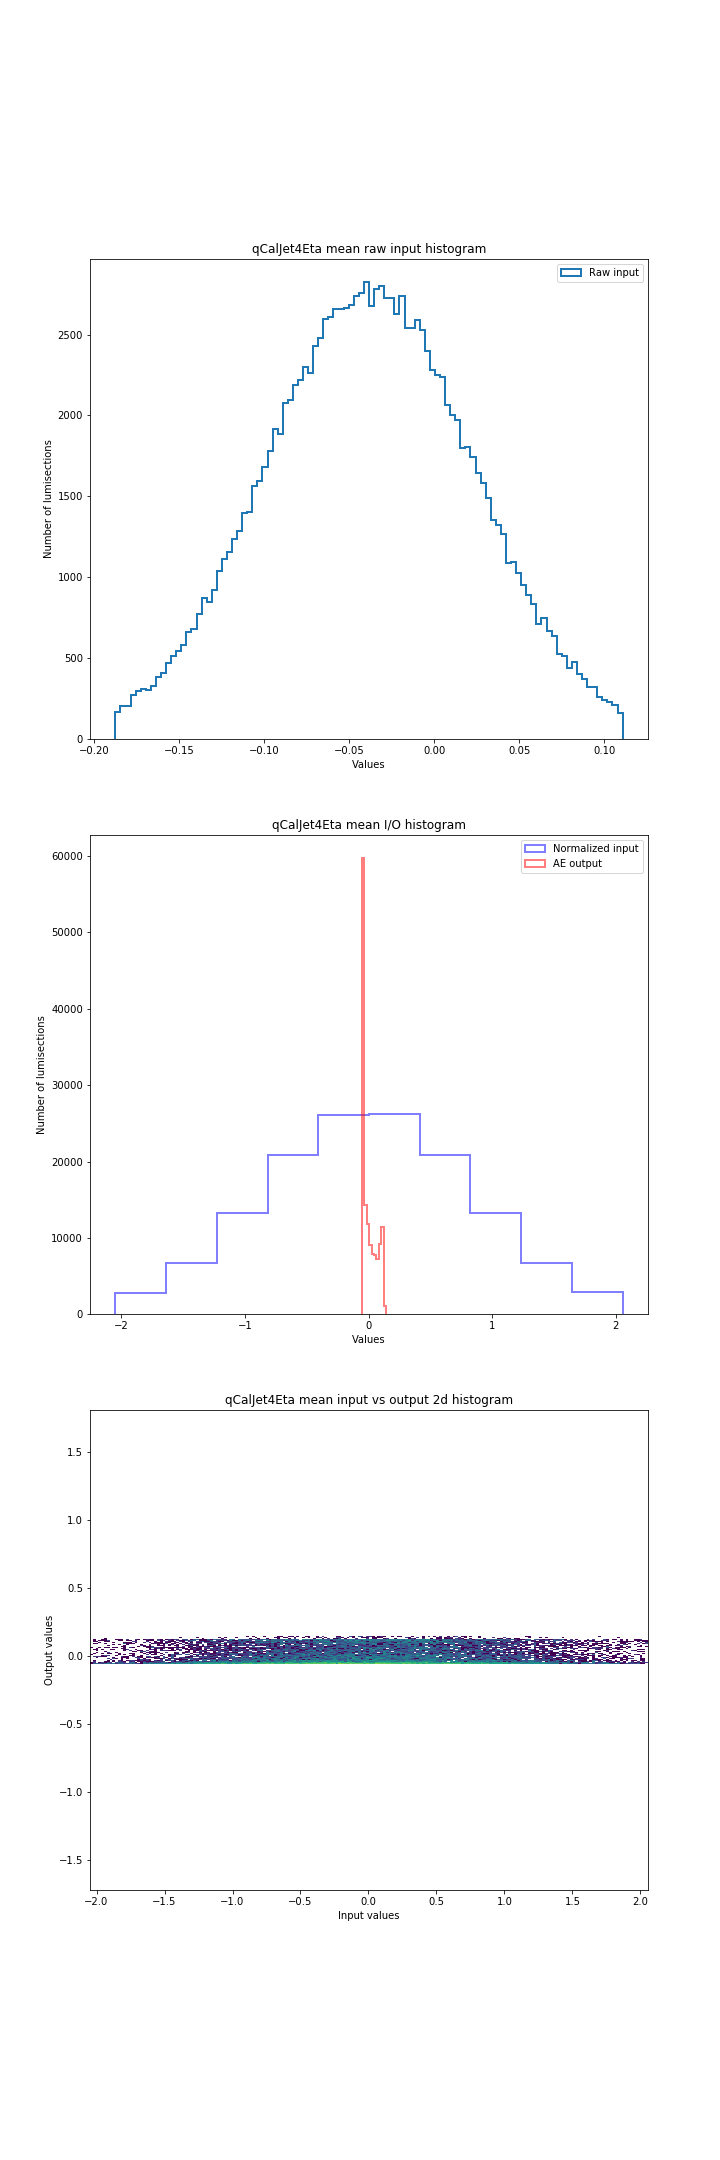 qCalJet4Eta mean raw input histogram
Raw input
2500
2000
1500
1000
500
0
Number of lumisections
−0.20 −0.15 −0.10 −0.05 0.00 0.05 0.10
Values
qCalJet4Eta mean I/O histogram
Normalized input
AE output
60000
50000
40000
30000
20000
10000
0
Number of lumisections
−2 −1 0 1 2
Values
qCalJet4Eta mean input vs output 2d histogram
1.5
1.0
0.5
0.0
−0.5
−1.0
−1.5
Output values
−2.0 −1.5 −1.0 −0.5 0.0 0.5 1.0 1.5 2.0
Input values